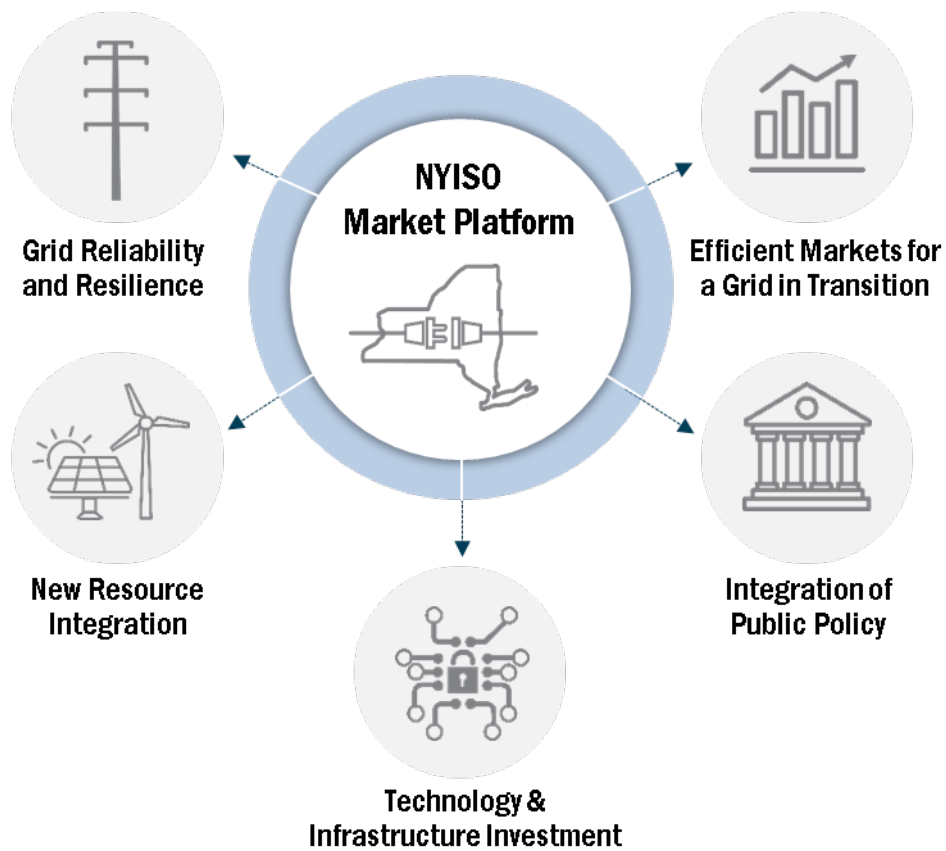 NYISO
Market Platform
Grid Reliability
and Resilience
Efficient Markets for
a Grid in Transition
New Resource
Integration
Integration of
Public Policy
Technology &
Infrastructure Investment